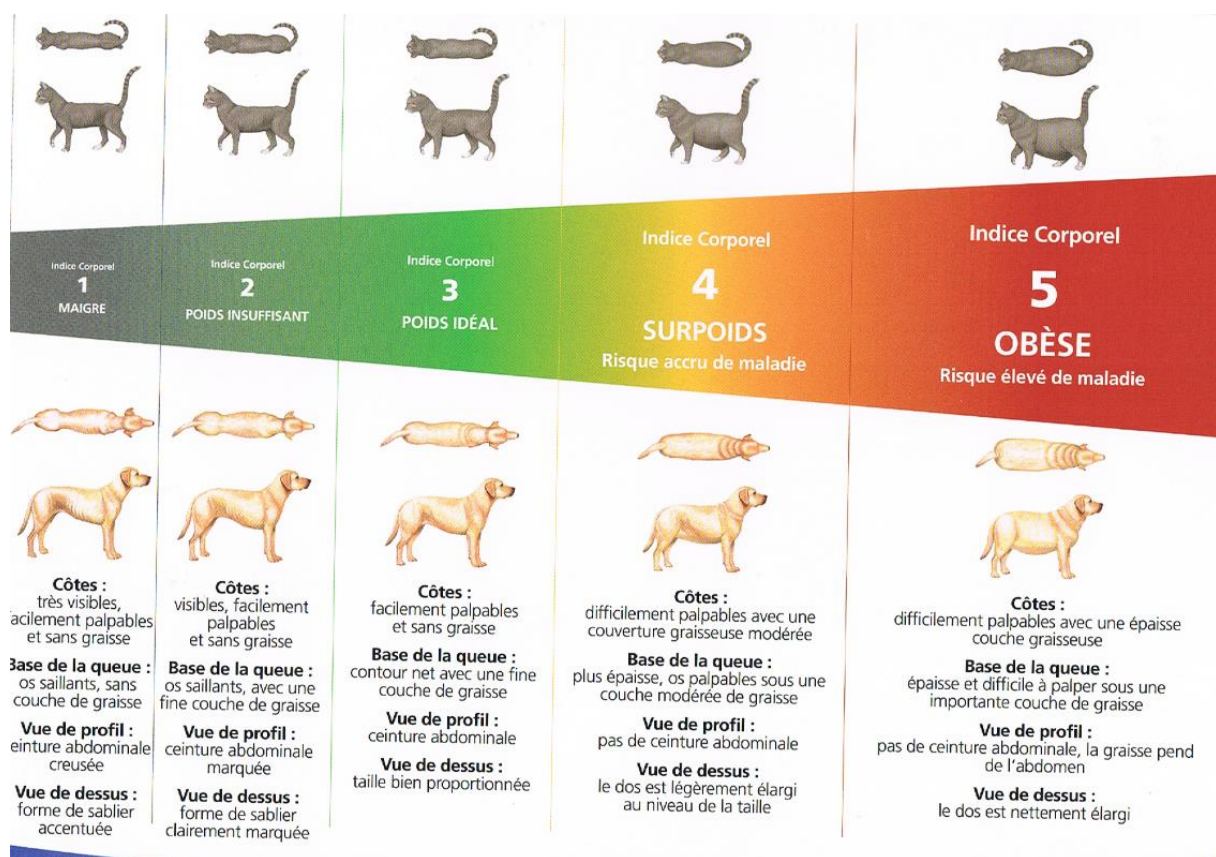 Indice Corporel
1
MAIGRE
Indice Corporel
2
POIDS INSUFFISANT
Indice Corporel
3
POIDS IDÉAL
Indice Corporel
4
SURPOIDS
Risque accru de maladie
Indice Corporel
5
OBÈSE
Risque élevé de maladie
Côtes :
très visibles,
acilement palpables
et sans graisse
Base de la queue :
os saillants, sans
couche de graisse
Vue de profil :
einture abdominale
creusée
Vue de dessus :
forme de sablier
accentuée
Côtes :
visibles, facilement
palpables
et sans graisse
Base de la queue :
os saillants, avec une
fine couche de graisse
Vue de profil :
ceinture abdominale
marquée
Vue de dessus :
forme de sablier
clairement marquée
Côtes :
facilement palpables
et sans graisse
Base de la queue :
contour net avec une fine
couche de graisse
Vue de profil :
ceinture abdominale
Vue de dessus :
taille bien proportionnée
Côtes :
difficilement palpables avec une
couverture graisseuse modérée
Base de la queue :
plus épaisse, os palpables sous une
couche modérée de graisse
Vue de profil :
pas de ceinture abdominale
Vue de dessus :
le dos est légèrement élargi
au niveau de la taille
Côtes :
difficilement palpables avec une épaisse
couche graisseuse
Base de la queue :
épaisse et difficile à palper sous une
importante couche de graisse
Vue de profil :
pas de ceinture abdominale, la graisse pend
de l'abdomen
Vue de dessus :
le dos est nettement élargi